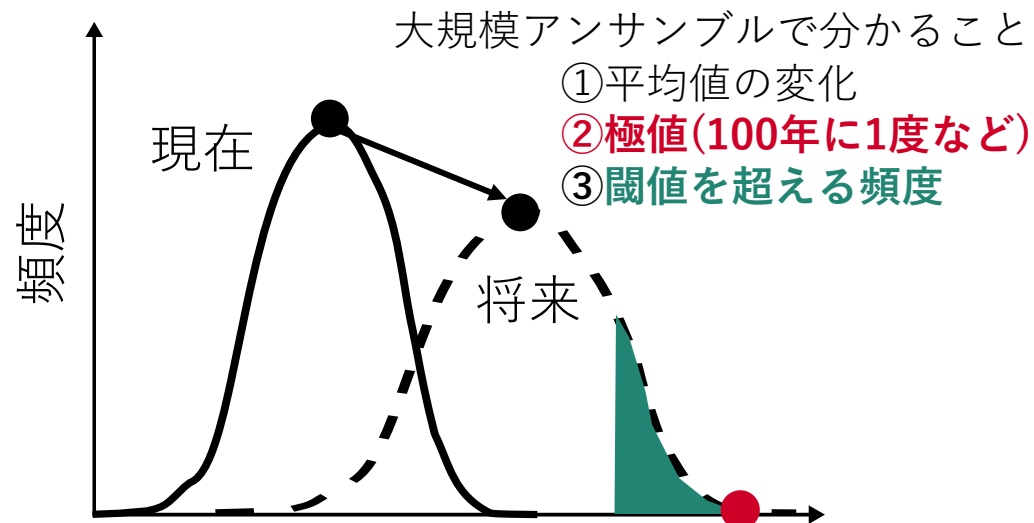 大規模アンサンブルで分かること
①平均値の変化
②極値(100年に1度など)
③閾値を超える頻度
現在
将来
頻度